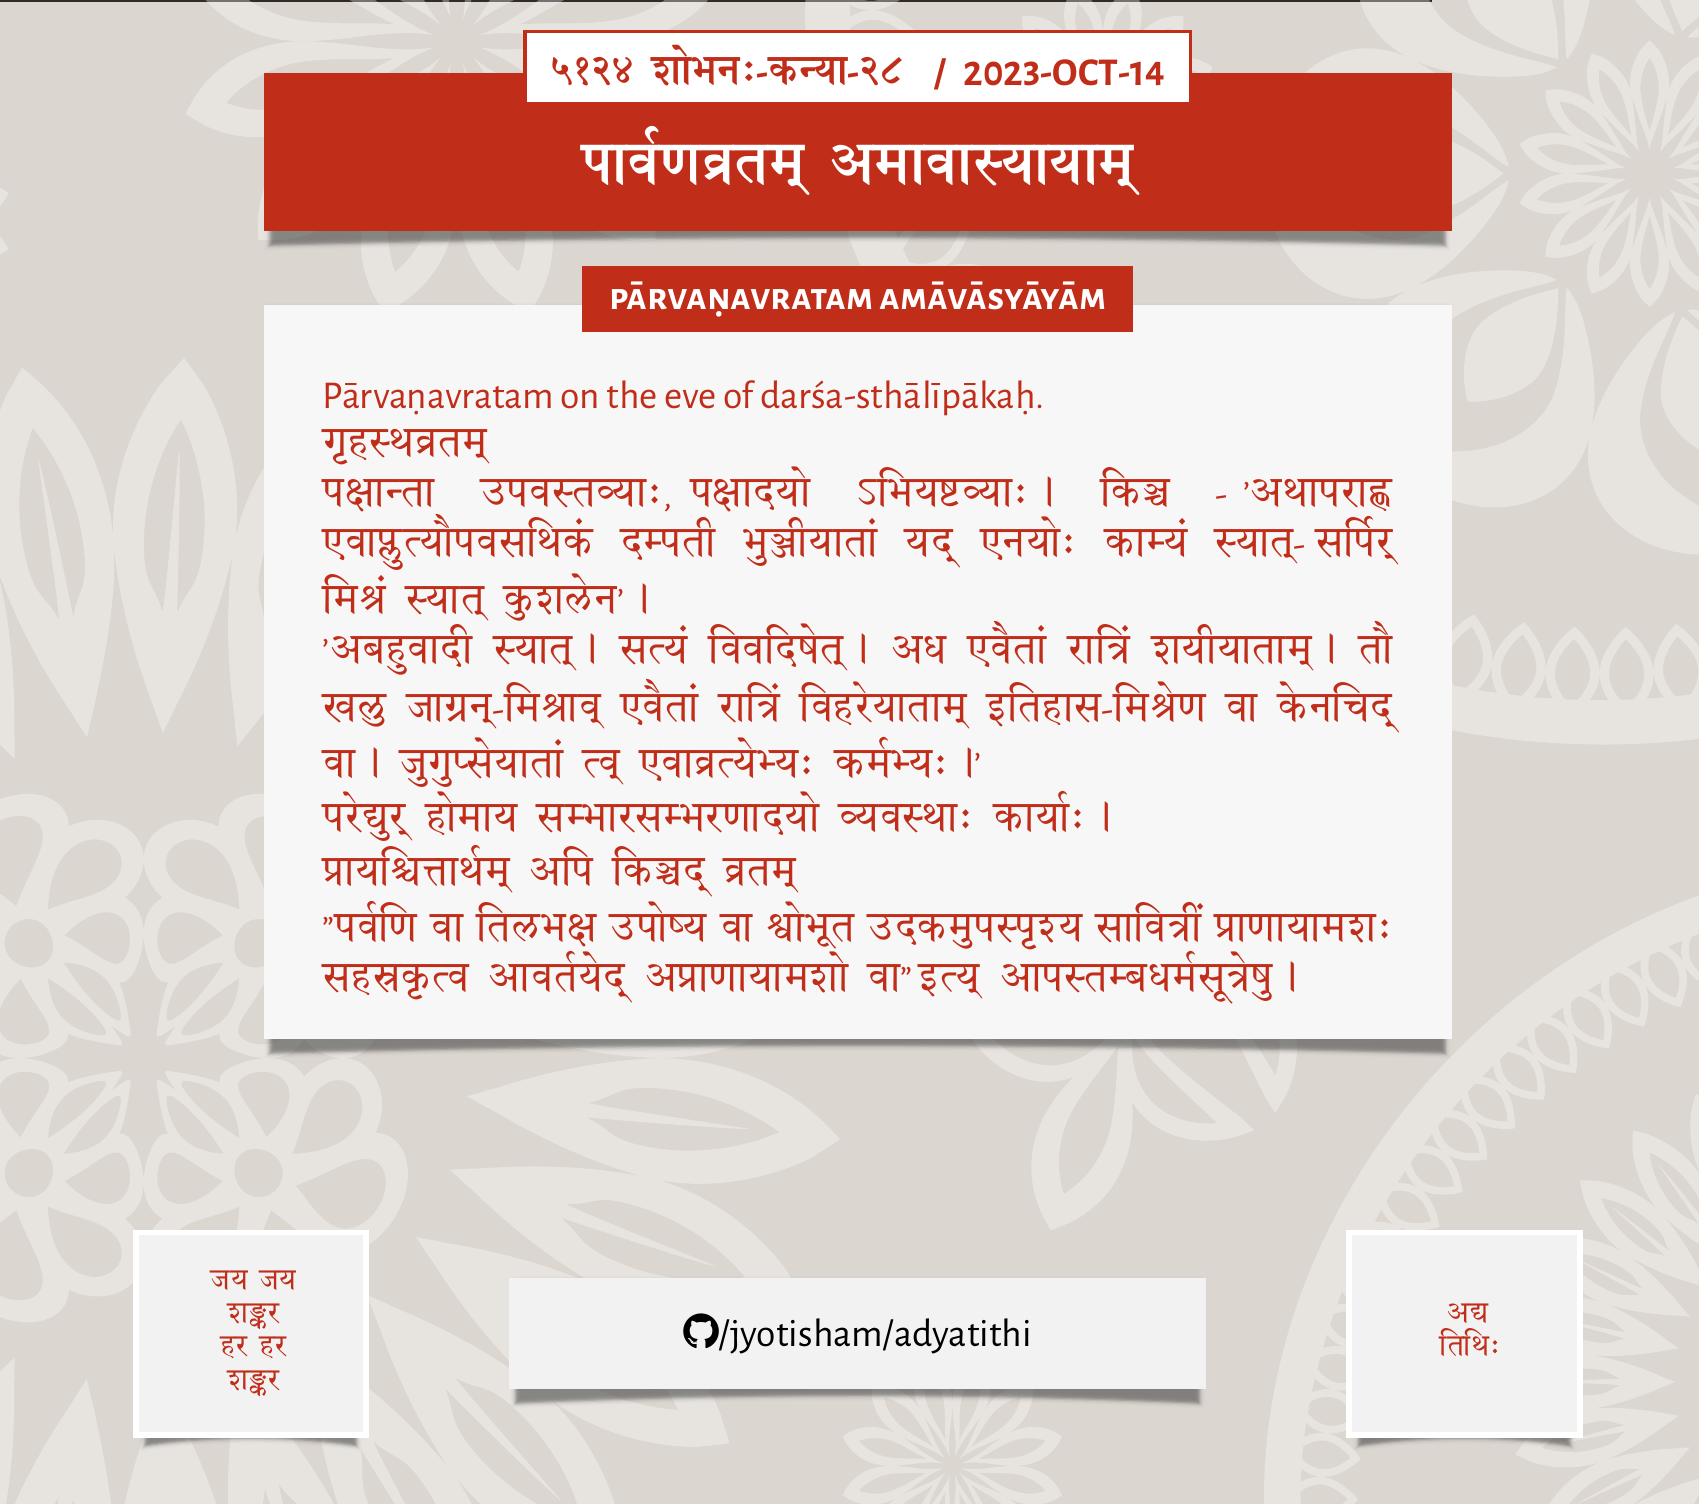 ५१२४ शोभनः-कन्या-२८ / 2023-OCT-14
पार्वणव्रतम् अमावास्यायाम्
PĀRVAṆAVRATAM AMĀVĀSYĀYĀM
Pārvaṇavratam on the eve of darśa-sthālīpākaḥ.
गृहस्थव्रतम्
पक्षान्ता उपवस्तव्याः, पक्षादयो ऽभियष्टव्याः। किञ्च - ’अथापराह्ण
एवाप्लुत्यौपवसथिकं दम्पती भुञ्जीयातां यद् एनयोः काम्यं स्यात्- सर्पिर्
मिश्रं स्यात् कुशलेन’।
’अबहुवादी स्यात्। सत्यं विवदिषेत्। अध एवैतां रात्रिं शयीयाताम्। तौ
खलु जाग्रन्-मिश्राव् एवैतां रात्रिं विहरेयाताम् इतिहास-मिश्रेण वा केनचिद्
वा। जुगुप्सेयातां त्व् एवाव्रत्येभ्यः कर्मभ्यः।’
परेद्युर् होमाय सम्भारसम्भरणादयो व्यवस्थाः कार्याः।
प्रायश्चित्तार्थम् अपि किञ्चद् व्रतम्
”पर्वणि वा तिलभक्ष उपोष्य वा श्वोभूत उदकमुपस्पृश्य सावित्रीं प्राणायामशः
सहस्रकृत्व आवर्तयेद् अप्राणायामशो वा” इत्य् आपस्तम्बधर्मसूत्रेषु।
जय जय
शङ्कर
हर हर
शङ्कर
/jyotisham/adyatithi
अद्य
तिथिः